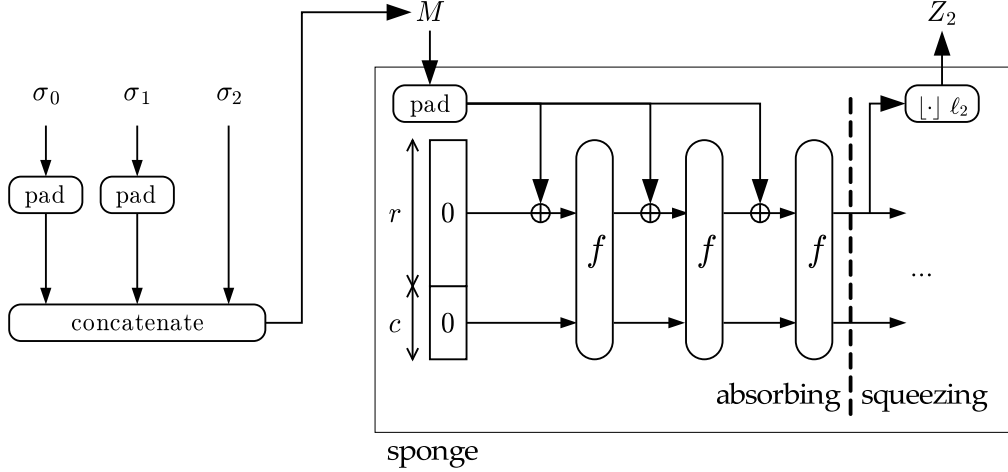 M
Z₂
σ₀ σ₁ σ₂
pad ⌊·⌋ ℓ₂
pad pad
r 0
f f f
...
concatenate
c 0
absorbing squeezing
sponge